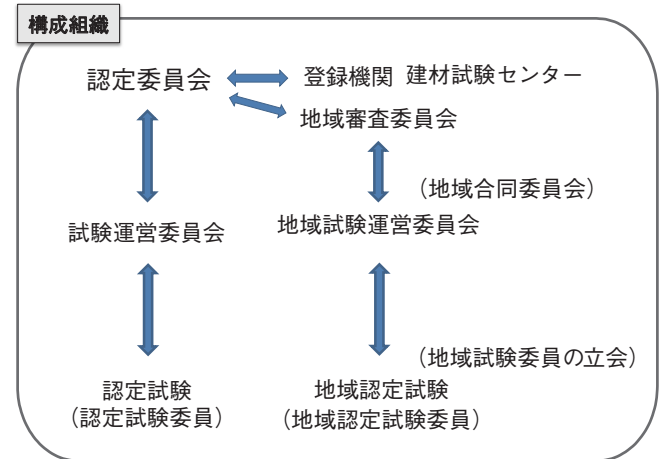 構成組織
認定委員会
登録機関 建材試験センター
地域審査委員会
(地域合同委員会)
試験運営委員会
地域試験運営委員会
(地域試験委員の立会)
認定試験
(認定試験委員)
地域認定試験
(地域認定試験委員)